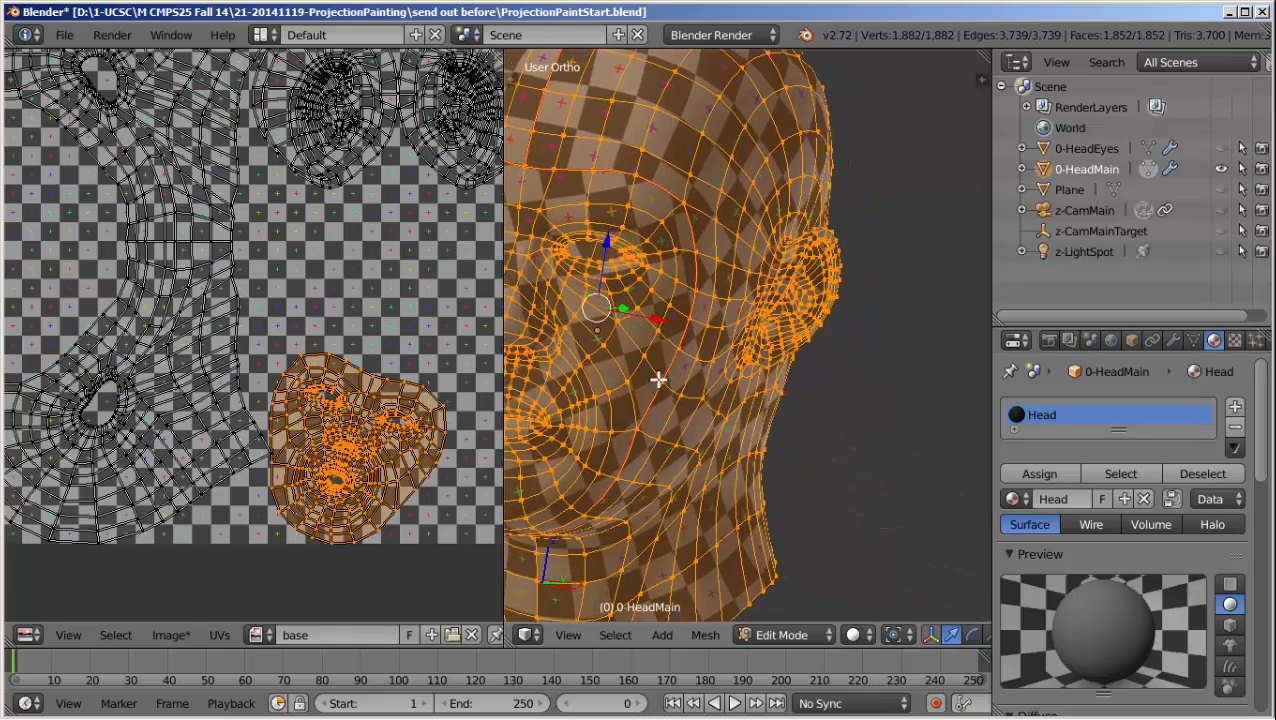 Blender* [D:\1-UCSC\M CMPS25 Fall 14\21-20141119-ProjectionPainting\send out before\ProjectionPaintStart.blend]
File Render Window Help Default Scene Blender Render v2.72 | Verts:1,882/1,882 | Edges:3,739/3,739 | Faces:1,852/1,852 | Tris:3,700 | Mem:3
User Ortho
View Search All Scenes
Scene
RenderLayers
World
0-HeadEyes
0-HeadMain
Plane
z-CamMain
z-CamMainTarget
z-LightSpot
0-HeadMain Head
Head
Assign Select Deselect
Head F Data
Surface Wire Volume Halo
Preview
(0) 0-HeadMain
View Select Image* UVs base F
View Select Add Mesh Edit Mode
10 20 30 40 50 60 70 80 90 100 110 120 130 140 150 160 170 180 190 200 210 220 230 240 250
View Marker Frame Playback Start: 1 End: 250 0 No Sync